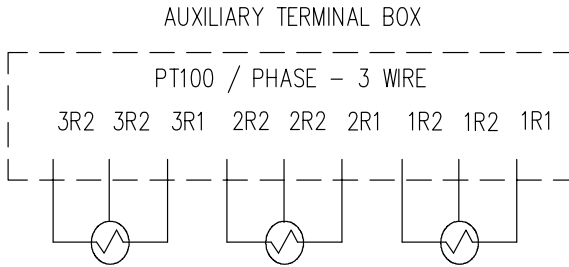 AUXILIARY TERMINAL BOX
PT100 / PHASE - 3 WIRE
3R2 3R2 3R1 2R2 2R2 2R1 1R2 1R2 1R1